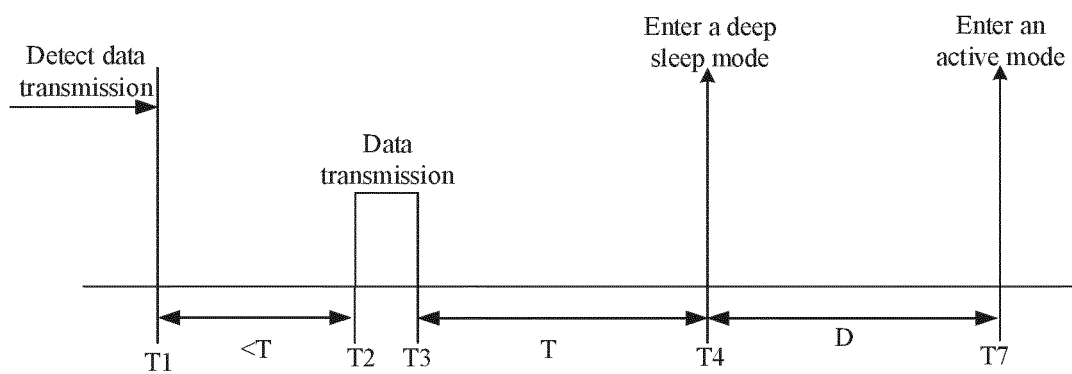 Detect data
transmission
Data
transmission
Enter a deep
sleep mode
Enter an
active mode
T1
<T
T2
T3
T
T4
D
T7